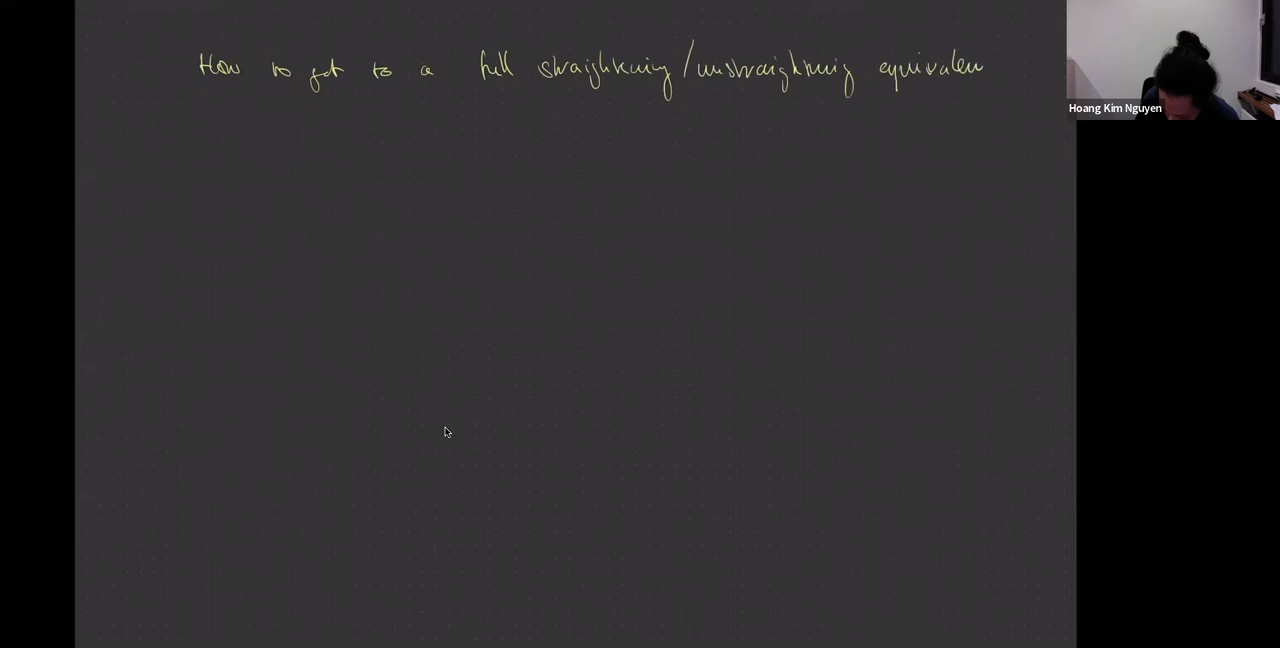 How to get to a full straightening/unstraightening equivalen
Hoang Kim Nguyen